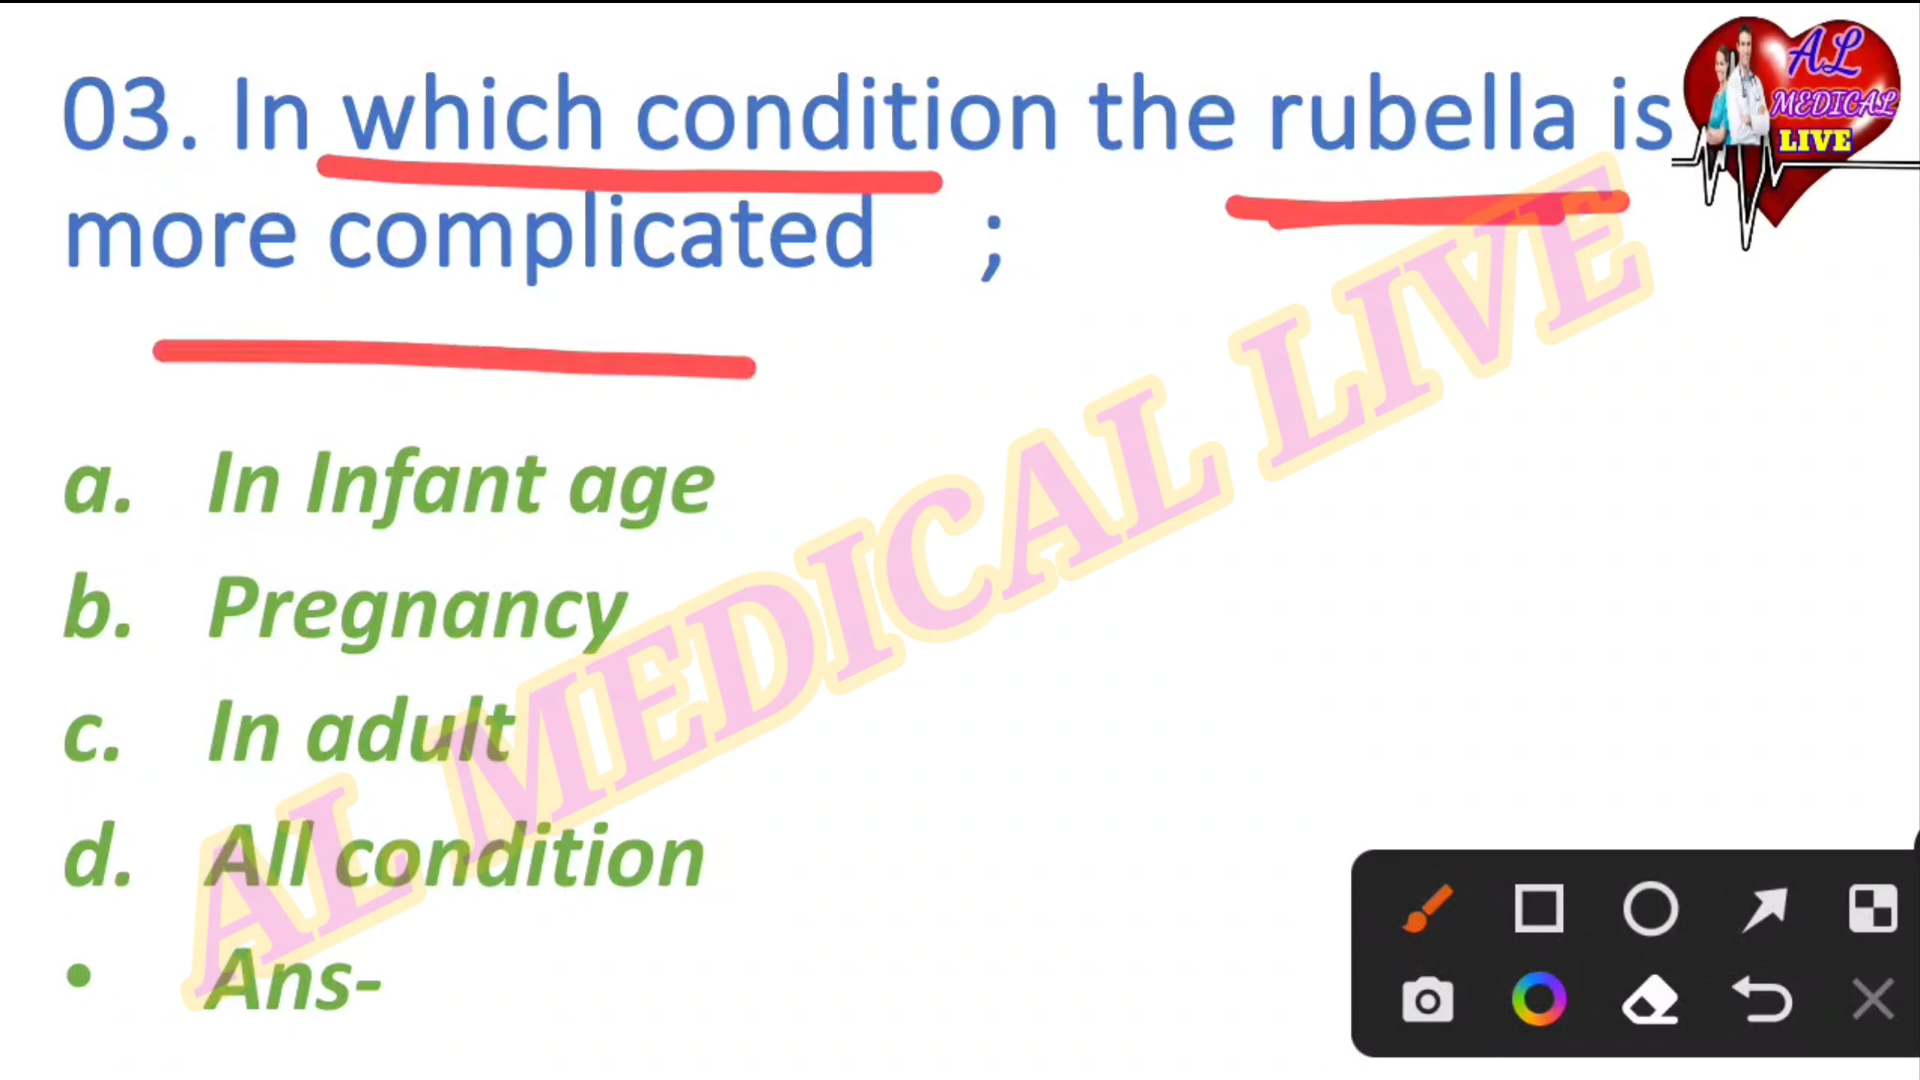 03. In which condition the rubella is
more complicated ;
a. In Infant age
b. Pregnancy
c. In adult
d. All condition
• Ans-
AL MEDICAL LIVE
AL
MEDICAL
LIVE